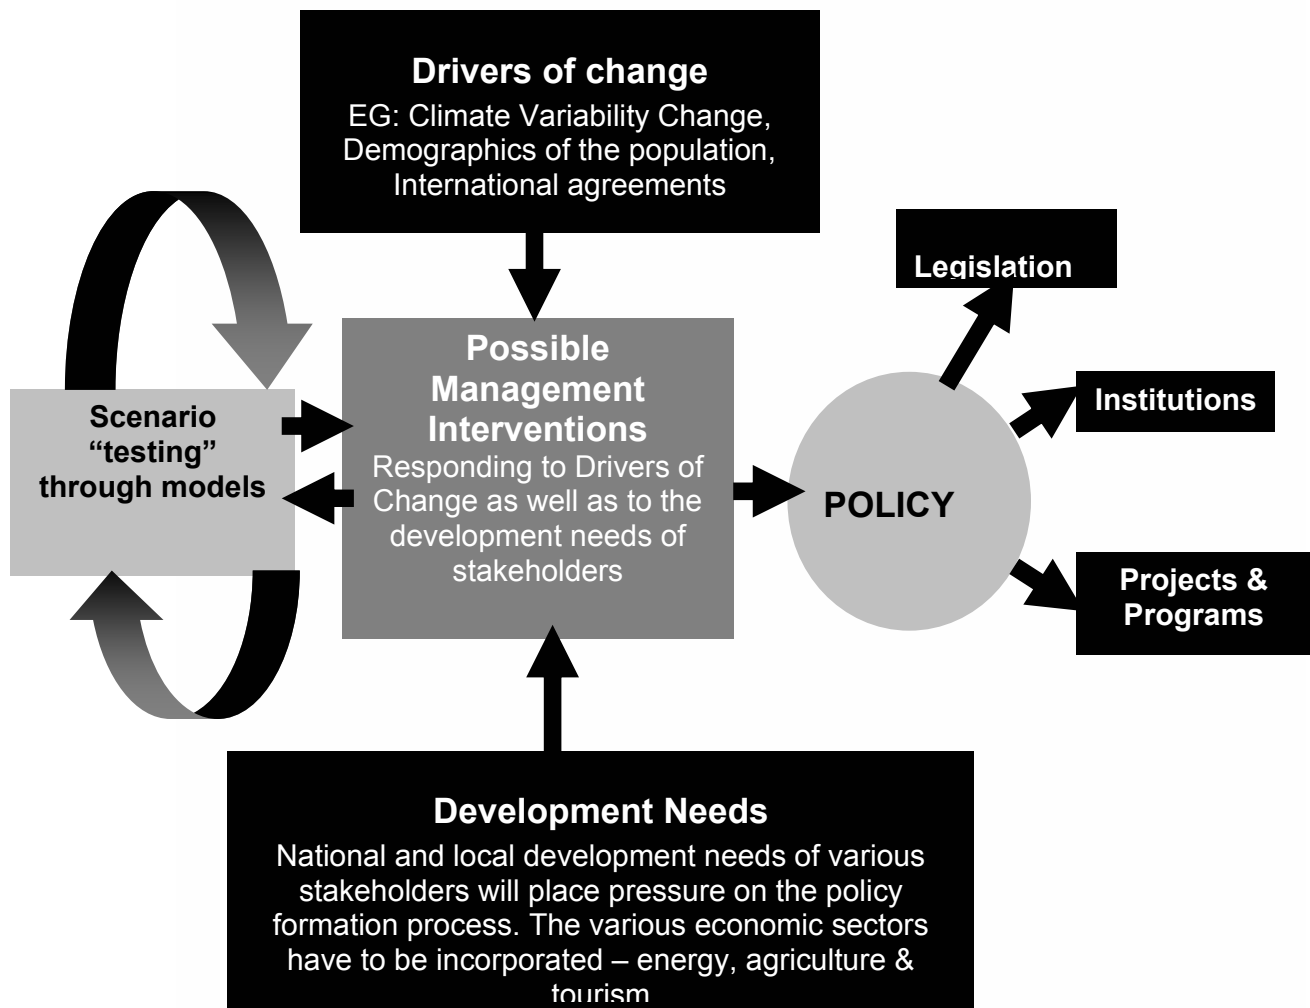 Drivers of change
EG: Climate Variability Change,
Demographics of the population,
International agreements
Legislation
Possible
Management
Interventions
Responding to Drivers of
Change as well as to the
development needs of
stakeholders
Scenario
“testing”
through models
Institutions
POLICY
Projects &
Programs
Development Needs
National and local development needs of various
stakeholders will place pressure on the policy
formation process. The various economic sectors
have to be incorporated – energy, agriculture &
tourism